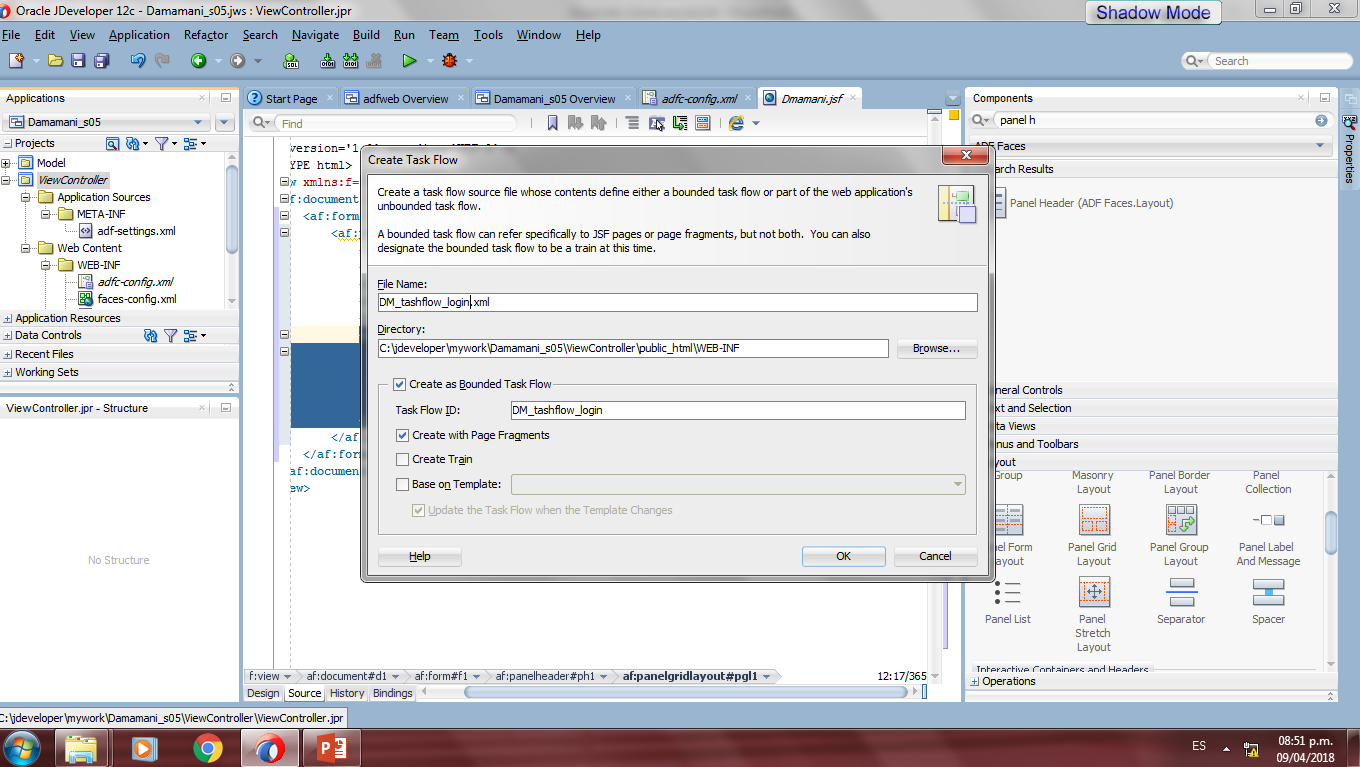 Oracle JDeveloper 12c - Damamani_s05.jws : ViewController.jpr
Shadow Mode
File Edit View Application Refactor Search Navigate Build Run Team Tools Window Help
Search
Applications
Damamani_s05
Projects
Model
ViewController
Application Sources
META-INF
adf-settings.xml
Web Content
WEB-INF
adfc-config.xml
faces-config.xml
Application Resources
Data Controls
Recent Files
Working Sets
ViewController.jpr - Structure
No Structure
Start Page
adfweb Overview
Damamani_s05 Overview
adfc-config.xml
Dmamani.jsf
Find
version='1.
YPE html>
w xmlns:f=
f:document
<af:form
<af:
</af
</af:for
af:document
ew>
Create Task Flow
Create a task flow source file whose contents define either a bounded task flow or part of the web application's
unbounded task flow.
A bounded task flow can refer specifically to JSF pages or page fragments, but not both. You can also
designate the bounded task flow to be a train at this time.
File Name:
DM_tashflow_login.xml
Directory:
C:\jdeveloper\mywork\Damamani_s05\ViewController\public_html\WEB-INF
Browse...
Create as Bounded Task Flow
Task Flow ID:
DM_tashflow_login
Create with Page Fragments
Create Train
Base on Template:
Update the Task Flow when the Template Changes
Help
OK
Cancel
f:view
af:document#d1
af:form#f1
af:panelheader#ph1
af:panelgridlayout#pgl1
12:17/365
Design Source History Bindings
Components
panel h
ADF Faces
arch Results
Panel Header (ADF Faces.Layout)
neral Controls
xt and Selection
ta Views
nus and Toolbars
yout
Group
Masonry
Layout
Panel Border
Layout
Panel
Collection
el Form
ayout
Panel Grid
Layout
Panel Group
Layout
Panel Label
And Message
Panel List
Panel
Stretch
Layout
Separator
Spacer
Interactive Containers and Headers
Operations
Properties
C:\jdeveloper\mywork\Damamani_s05\ViewController\ViewController.jpr
ES
08:51 p.m.
09/04/2018